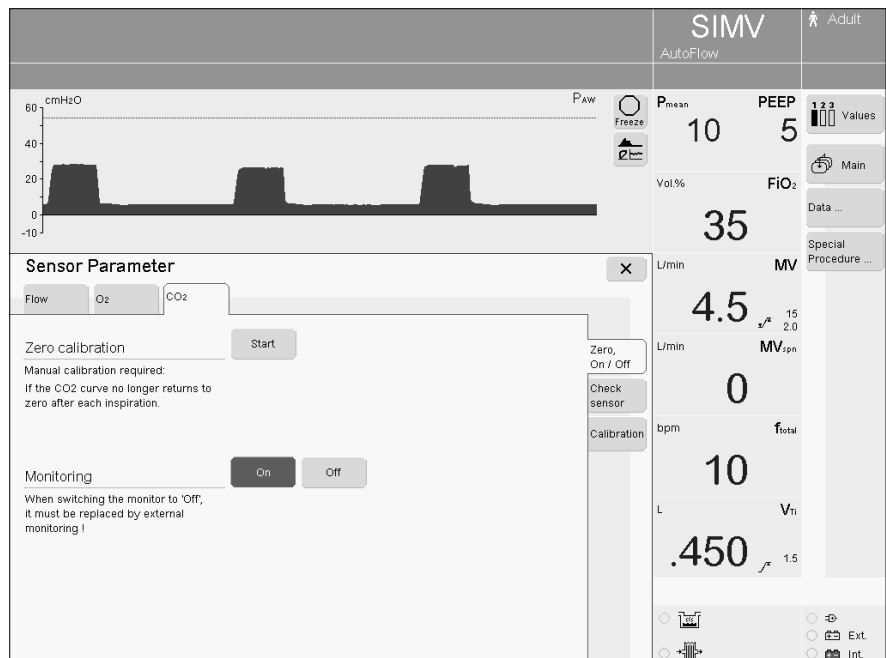 SIMV
AutoFlow
Adult
cmH2O
PAW
60
40
20
0
-10
Freeze
Pmean PEEP
10 5
Vol.% FiO2
35
L/min MV
4.5 15
2.0
L/min MVspn
0
bpm ftotal
10
L VTi
.450 1.5
1 2 3
Values
Main
Data ...
Special
Procedure ...
Sensor Parameter
Flow O2 CO2
Zero calibration Start
Manual calibration required:
If the CO2 curve no longer returns to
zero after each inspiration.
Monitoring On Off
When switching the monitor to 'Off',
it must be replaced by external
monitoring !
Zero,
On / Off
Check
sensor
Calibration
Ext.
Int.